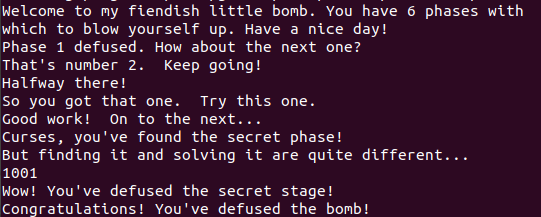 Welcome to my fiendish little bomb. You have 6 phases with
which to blow yourself up. Have a nice day!
Phase 1 defused. How about the next one?
That's number 2.  Keep going!
Halfway there!
So you got that one.  Try this one.
Good work!  On to the next...
Curses, you've found the secret phase!
But finding it and solving it are quite different...
1001
Wow! You've defused the secret stage!
Congratulations! You've defused the bomb!